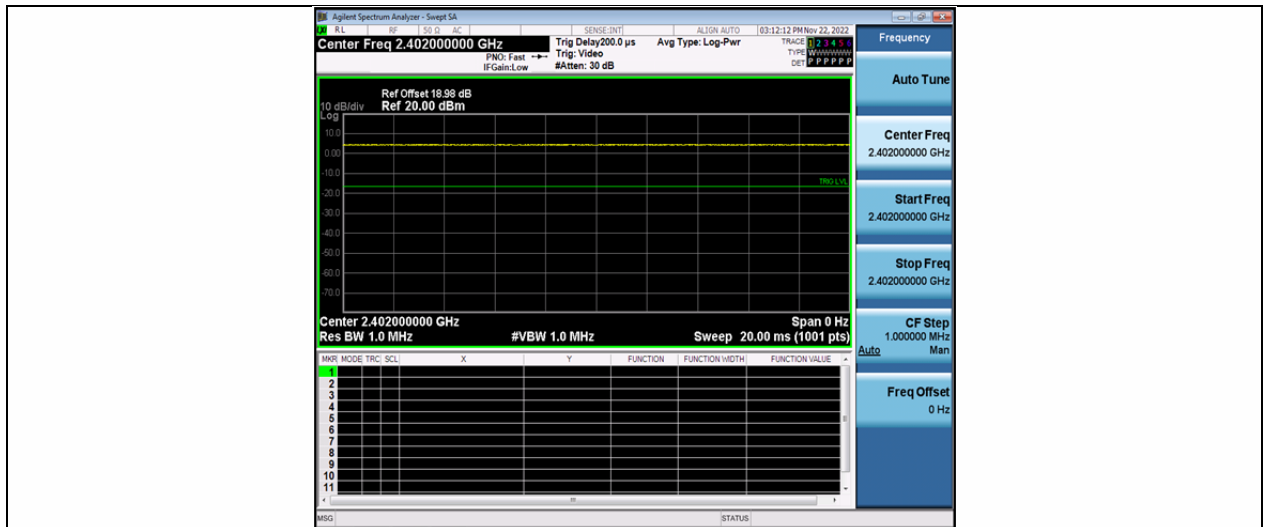 Agilent Spectrum Analyzer - Swept SA
RL RF 50 Ω AC SENSE:INT ALIGN AUTO 03:12:12 PM Nov 22, 2022
Center Freq 2.402000000 GHz
PNO: Fast
IFGain:Low
Trig Delay200.0 µs
Trig: Video
#Atten: 30 dB
Avg Type: Log-Pwr
TRACE 1 2 3 4 5 6
TYPE
DET P P P P P P
Ref Offset 18.98 dB
10 dB/div Ref 20.00 dBm
Log
10.0
0.00
-10.0
TRIG LVL
-20.0
-30.0
-40.0
-50.0
-60.0
-70.0
Center 2.402000000 GHz Span 0 Hz
Res BW 1.0 MHz #VBW 1.0 MHz Sweep 20.00 ms (1001 pts)
MKR MODE TRC SCL X Y FUNCTION FUNCTION WIDTH FUNCTION VALUE
1
2
3
4
5
6
7
8
9
10
11
MSG STATUS
Frequency
Auto Tune
Center Freq
2.402000000 GHz
Start Freq
2.402000000 GHz
Stop Freq
2.402000000 GHz
CF Step
1.000000 MHz
Auto Man
Freq Offset
0 Hz